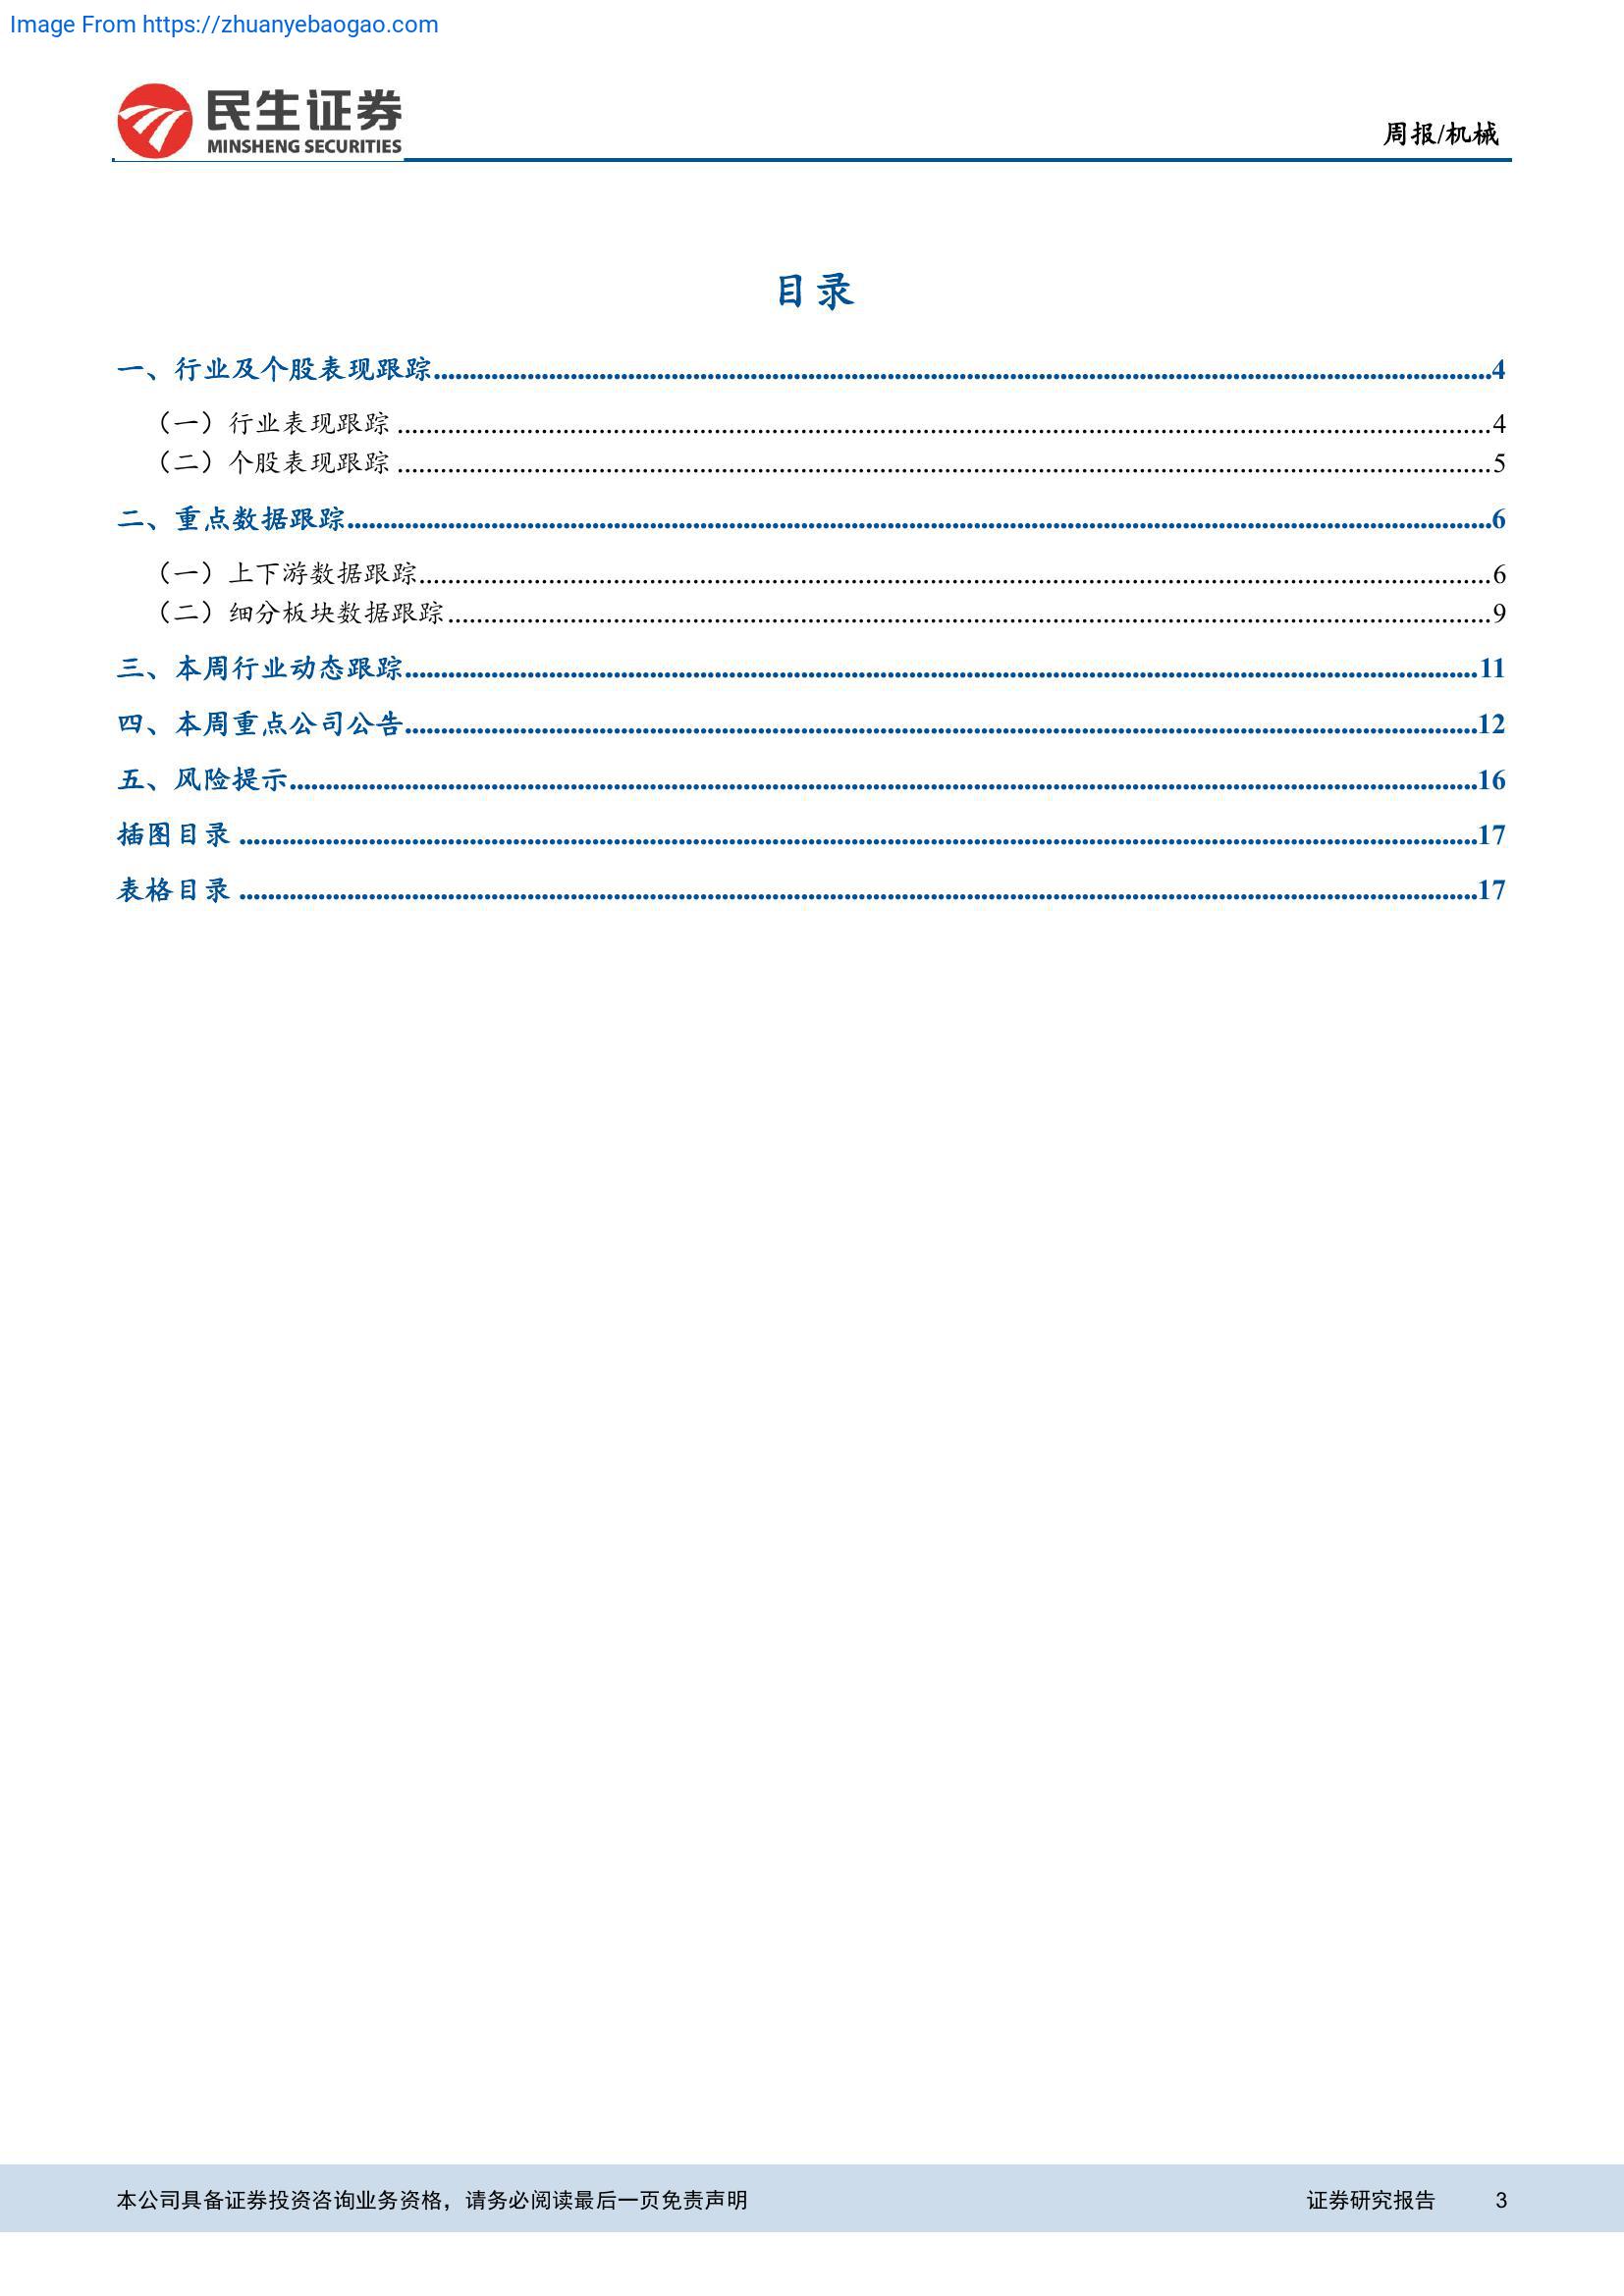 Image From https://zhuanyebaogao.com
民生证券
MINSHENG SECURITIES
周报/机械
目录
一、行业及个股表现跟踪 4
（一）行业表现跟踪 4
（二）个股表现跟踪 5
二、重点数据跟踪 6
（一）上下游数据跟踪 6
（二）细分板块数据跟踪 9
三、本周行业动态跟踪 11
四、本周重点公司公告 12
五、风险提示 16
插图目录 17
表格目录 17
本公司具备证券投资咨询业务资格，请务必阅读最后一页免责声明 证券研究报告 3